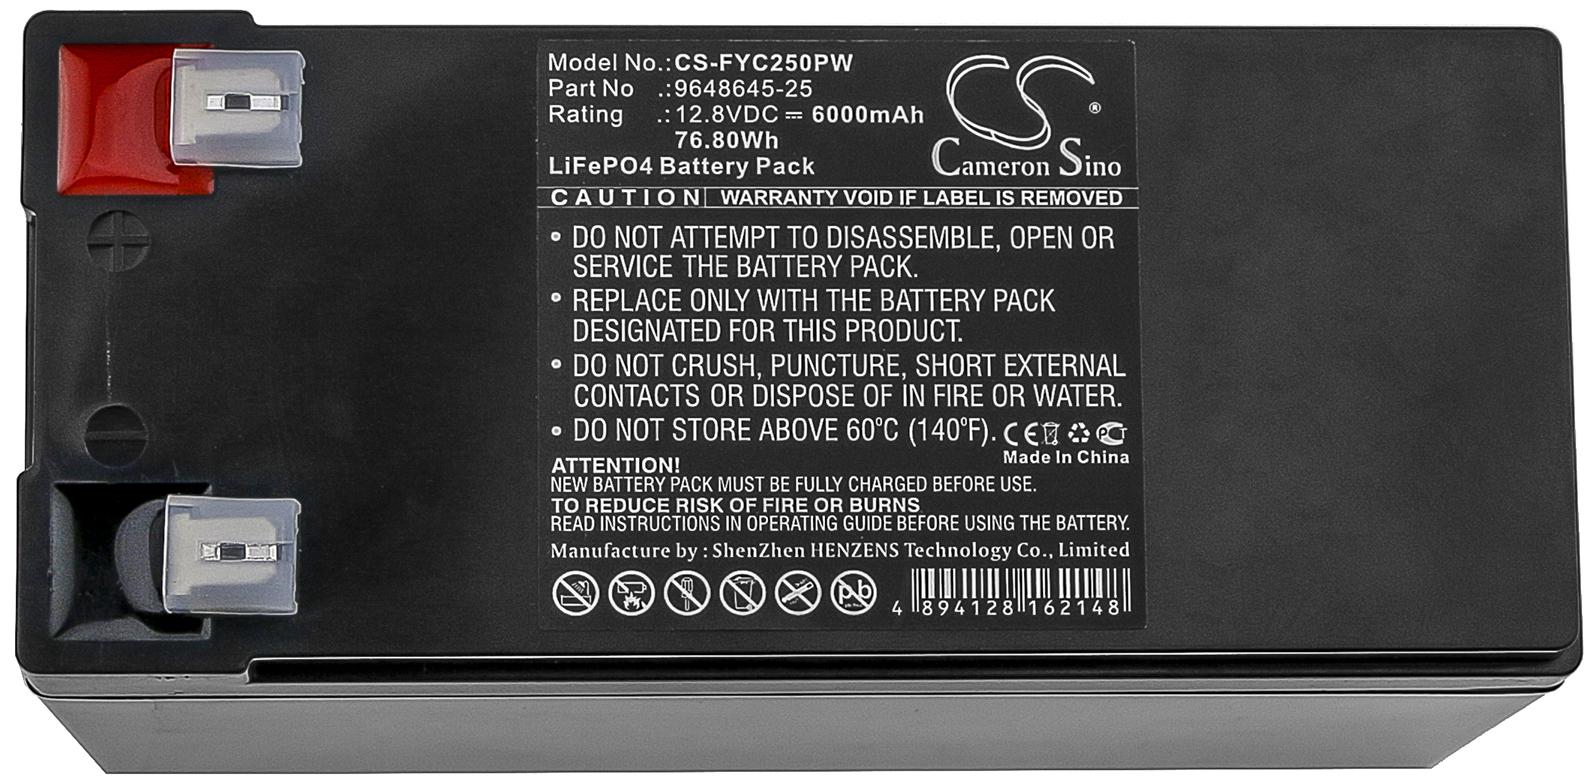 Model No.:CS-FYC250PW
Part No .:9648645-25
Rating .:12.8VDC ⎓ 6000mAh
76.80Wh
LiFePO4 Battery Pack
CS®
Cameron Sino
CAUTION | WARRANTY VOID IF LABEL IS REMOVED
• DO NOT ATTEMPT TO DISASSEMBLE, OPEN OR
SERVICE THE BATTERY PACK.
• REPLACE ONLY WITH THE BATTERY PACK
DESIGNATED FOR THIS PRODUCT.
• DO NOT CRUSH, PUNCTURE, SHORT EXTERNAL
CONTACTS OR DISPOSE OF IN FIRE OR WATER.
• DO NOT STORE ABOVE 60°C (140°F). CE
Made In China
ATTENTION!
NEW BATTERY PACK MUST BE FULLY CHARGED BEFORE USE.
TO REDUCE RISK OF FIRE OR BURNS
READ INSTRUCTIONS IN OPERATING GUIDE BEFORE USING THE BATTERY.
Manufacture by : ShenZhen HENZENS Technology Co., Limited
pb
4 894128 162148